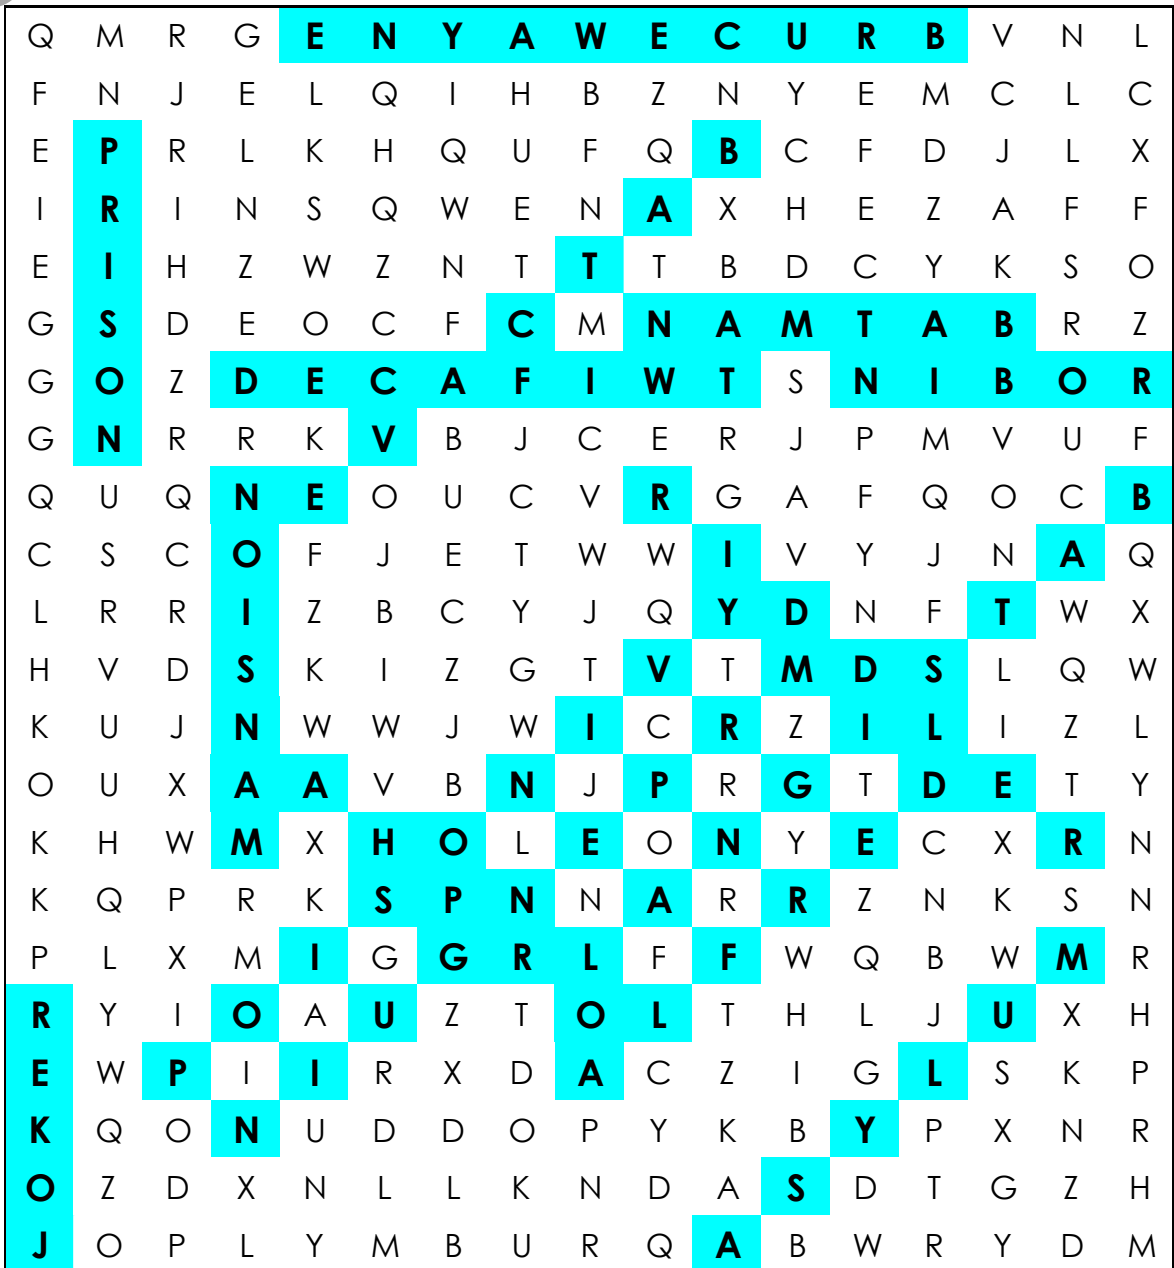 Q M R G E N Y A W E C U R B V N L
F N J E L Q I H B Z N Y E M C L C
E P R L K H Q U F Q B C F D J L X
I R I N S Q W E N A X H E Z A F F
E I H Z W Z N T T T B D C Y K S O
G S D E O C F C M N A M T A B R Z
G O Z D E C A F I W T S N I B O R
G N R R K V B J C E R J P M V U F
Q U Q N E O U C V R G A F Q O C B
C S C O F J E T W W I V Y J N A Q
L R R I Z B C Y J Q Y D N F T W X
H V D S K I Z G T V T M D S L Q W
K U J N W W J W I C R Z I L I Z L
O U X A A V B N J P R G T D E T Y
K H W M X H O L E O N Y E C X R N
K Q P R K S P N N A R R Z N K S N
P L X M I G G R L F F W Q B W M R
R Y I O A U Z T O L T H L J U X H
E W P I I R X D A C Z I G L S K P
K Q O N U D D O P Y K B Y P X N R
O Z D X N L L K N D A S D T G Z H
J O P L Y M B U R Q A B W R Y D M